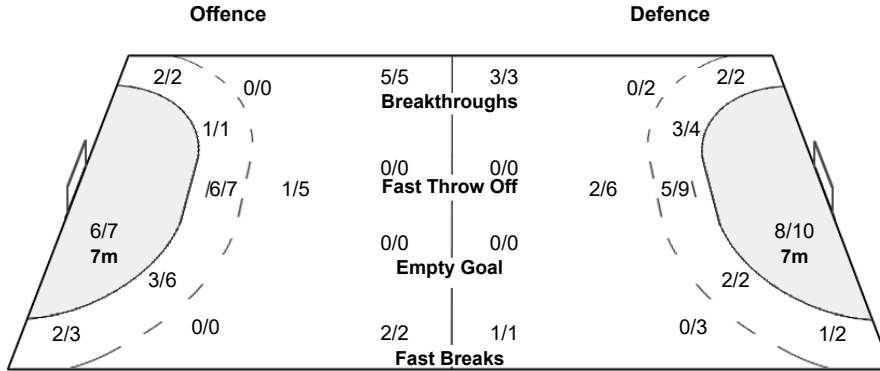 Offence Defence
2/2 0/0 5/5 3/3 0/2 2/2
Breakthroughs
1/1 3/4
0/0 0/0
Fast Throw Off
6/7 1/5 2/6 5/9
6/7 8/10
7m 7m
0/0 0/0
Empty Goal
3/6 2/2
2/3 0/0 2/2 1/1 0/3 1/2
Fast Breaks